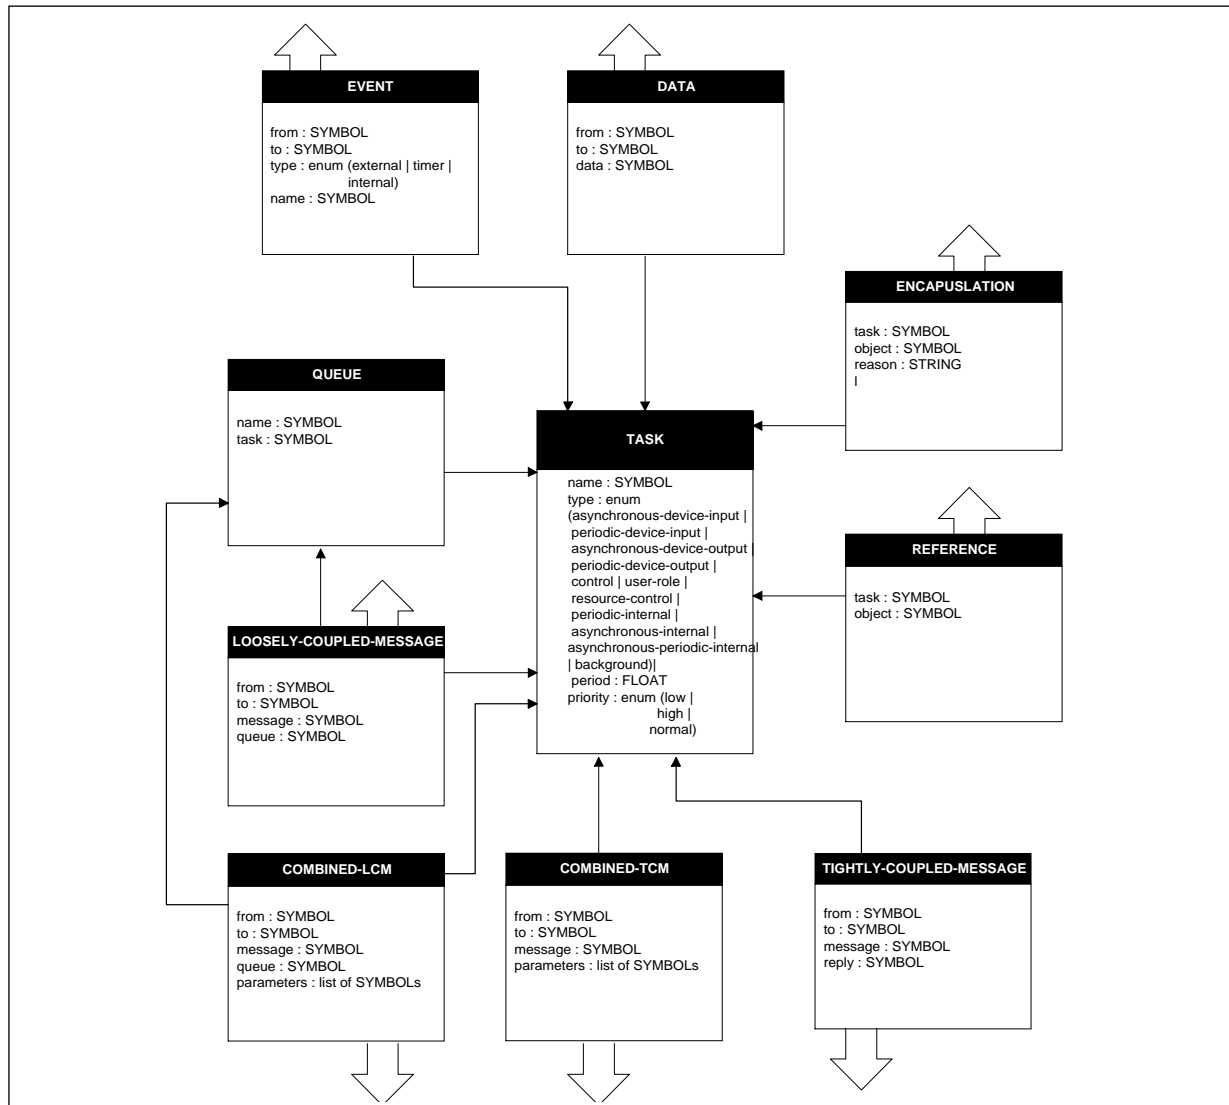 EVENT
from : SYMBOL
to : SYMBOL
type : enum (external | timer |
internal)
name : SYMBOL
DATA
from : SYMBOL
to : SYMBOL
data : SYMBOL
ENCAPUSLATION
task : SYMBOL
object : SYMBOL
reason : STRING
l
QUEUE
name : SYMBOL
task : SYMBOL
TASK
name : SYMBOL
type : enum
(asynchronous-device-input |
periodic-device-input |
asynchronous-device-output |
periodic-device-output |
control | user-role |
resource-control |
periodic-internal |
asynchronous-internal |
asynchronous-periodic-internal
| background)|
period : FLOAT
priority : enum (low |
high |
normal)
REFERENCE
task : SYMBOL
object : SYMBOL
LOOSELY-COUPLED-MESSAGE
from : SYMBOL
to : SYMBOL
message : SYMBOL
queue : SYMBOL
COMBINED-LCM
from : SYMBOL
to : SYMBOL
message : SYMBOL
queue : SYMBOL
parameters : list of SYMBOLs
COMBINED-TCM
from : SYMBOL
to : SYMBOL
message : SYMBOL
parameters : list of SYMBOLs
TIGHTLY-COUPLED-MESSAGE
from : SYMBOL
to : SYMBOL
message : SYMBOL
reply : SYMBOL